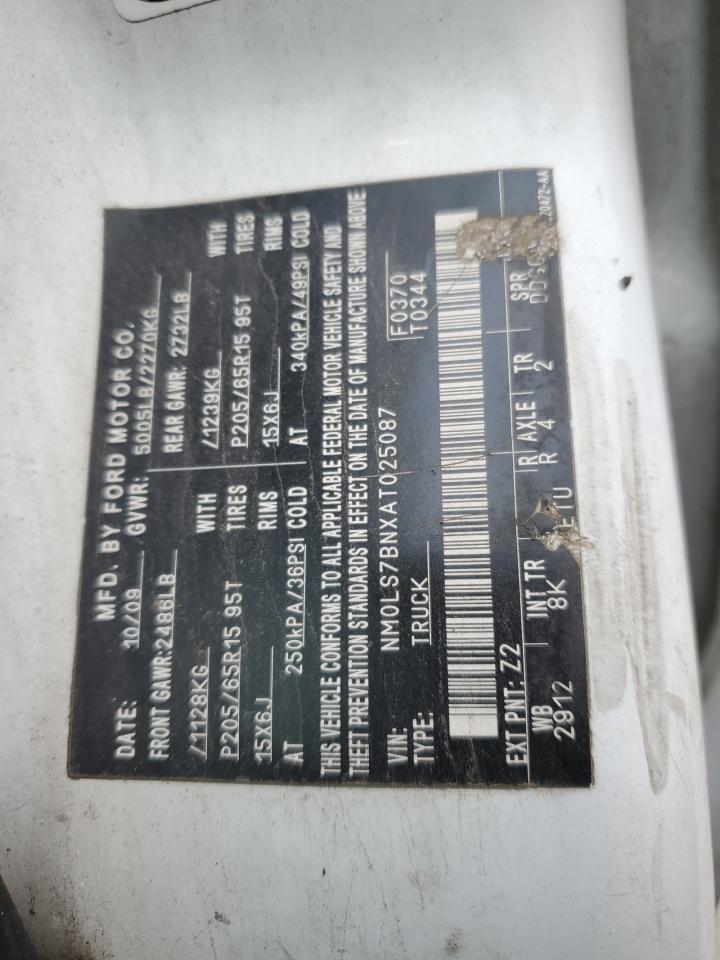 MFD. BY FORD MOTOR CO.
DATE: 10/09 GVWR: 5005LB/2270KG
FRONT GAWR:2486LB REAR GAWR: 2732LB
/1128KG WITH /1239KG WITH
P205/65R15 95T TIRES P205/65R15 95T TIRES
15X6.J RIMS 15X6.J RIMS
AT 250kPA/36PSI COLD AT 340kPA/49PSI COLD
THIS VEHICLE CONFORMS TO ALL APPLICABLE FEDERAL MOTOR VEHICLE SAFETY AND
THEFT PREVENTION STANDARDS IN EFFECT ON THE DATE OF MANUFACTURE SHOWN ABOVE.
VIN: NM0LS7BNXAT025087 F0370
TYPE: TRUCK T0344
EXT PNT: Z2
WB INT TR R AXLE TR SPR
2912 8K R 4 2
20472-AA